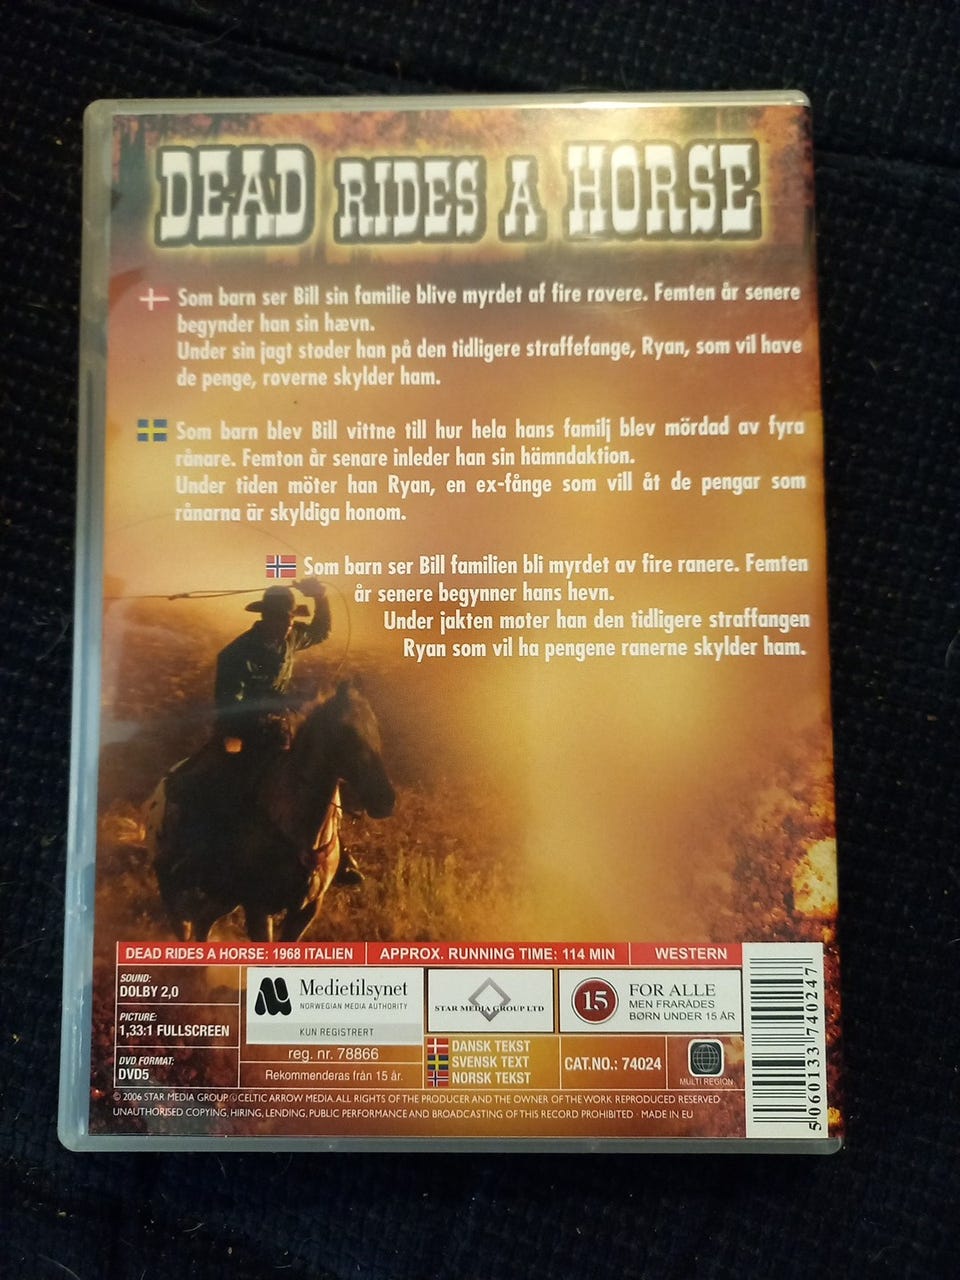 DEAD RIDES A HORSE
Som barn ser Bill sin familie blive myrdet af fire røvere. Femten år senere
begynder han sin hævn.
Under sin jagt støder han på den tidligere straffefange, Ryan, som vil have
de penge, røverne skylder ham.
Som barn blev Bill vittne till hur hela hans familj blev mördad av fyra
rånare. Femton år senare inleder han sin hämndaktion.
Under tiden möter han Ryan, en ex-fånge som vill åt de pengar som
rånarna är skyldiga honom.
Som barn ser Bill familien bli myrdet av fire ranere. Femten
år senere begynner hans hevn.
Under jakten moter han den tidligere straffangen
Ryan som vil ha pengene ranerne skylder ham.
DEAD RIDES A HORSE: 1968 ITALIEN
APPROX. RUNNING TIME: 114 MIN
WESTERN
SOUND:
DOLBY 2,0
PICTURE:
1,33:1 FULLSCREEN
DVD FORMAT:
DVD5
Medietilsynet
NORWEGIAN MEDIA AUTHORITY
KUN REGISTRERT
reg. nr. 78866
Rekommenderas från 15 år.
STAR MEDIA GROUP LTD
DANSK TEKST
SVENSK TEXT
NORSK TEKST
15
FOR ALLE
MEN FRARÅDES
BØRN UNDER 15 ÅR
CAT.NO.: 74024
MULTI REGION
© 2006 STAR MEDIA GROUP. ©CELTIC ARROW MEDIA. ALL RIGHTS OF THE PRODUCER AND THE OWNER OF THE WORK REPRODUCED RESERVED
UNAUTHORISED COPYING, HIRING, LENDING, PUBLIC PERFORMANCE AND BROADCASTING OF THIS RECORD PROHIBITED · MADE IN EU
5 060133 740247